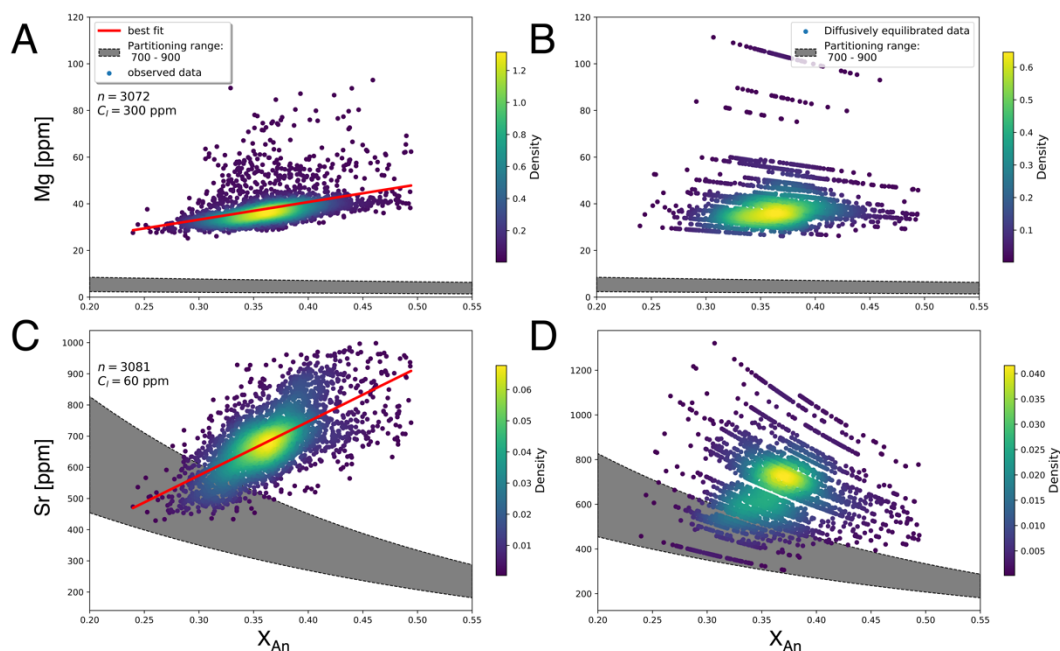 A
B
best fit
Partitioning range:
700 - 900
observed data
n = 3072
C_l = 300 ppm
Mg [ppm]
120
100
80
60
40
20
0
0.20 0.25 0.30 0.35 0.40 0.45 0.50 0.55
1.2
1.0
0.8
0.6
0.4
0.2
Density
Diffusively equilibrated data
Partitioning range:
700 - 900
120
100
80
60
40
20
0
0.20 0.25 0.30 0.35 0.40 0.45 0.50 0.55
0.6
0.5
0.4
0.3
0.2
0.1
Density
C
D
n = 3081
C_l = 60 ppm
Sr [ppm]
1000
900
800
700
600
500
400
300
200
0.20 0.25 0.30 0.35 0.40 0.45 0.50 0.55
X_An
0.06
0.05
0.04
0.03
0.02
0.01
Density
1200
1000
800
600
400
200
0.20 0.25 0.30 0.35 0.40 0.45 0.50 0.55
X_An
0.040
0.035
0.030
0.025
0.020
0.015
0.010
0.005
Density